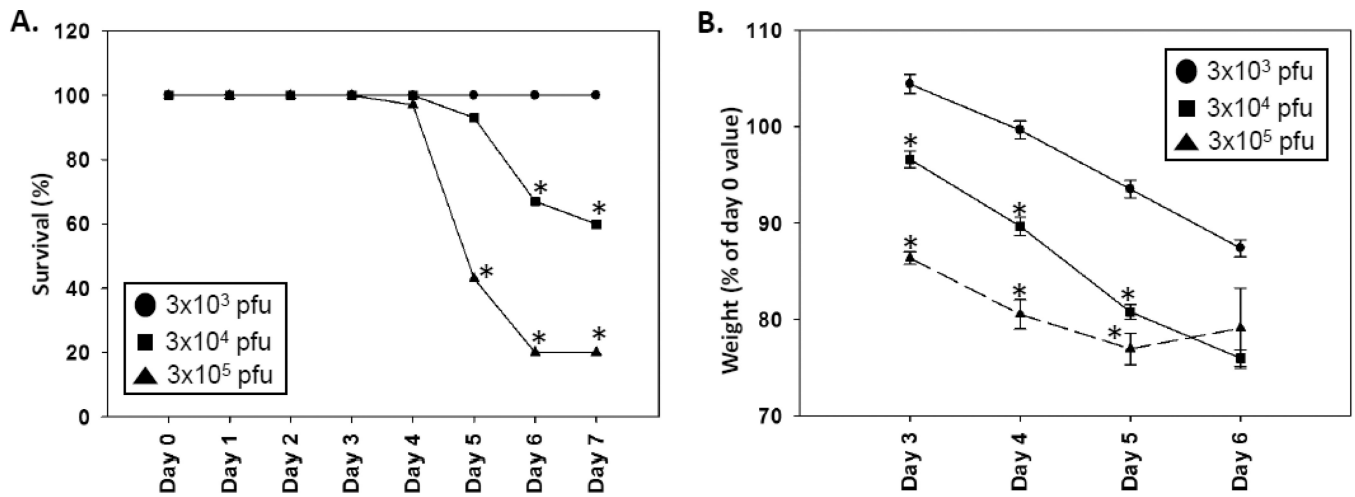 A.
120
100
80
60
40
20
0
Survival (%)
3x10³ pfu
3x10⁴ pfu
3x10⁵ pfu
*
*
*
*
*
Day 0
Day 1
Day 2
Day 3
Day 4
Day 5
Day 6
Day 7
B.
110
100
90
80
70
Weight (% of day 0 value)
3x10³ pfu
3x10⁴ pfu
3x10⁵ pfu
*
*
*
*
*
*
Day 3
Day 4
Day 5
Day 6